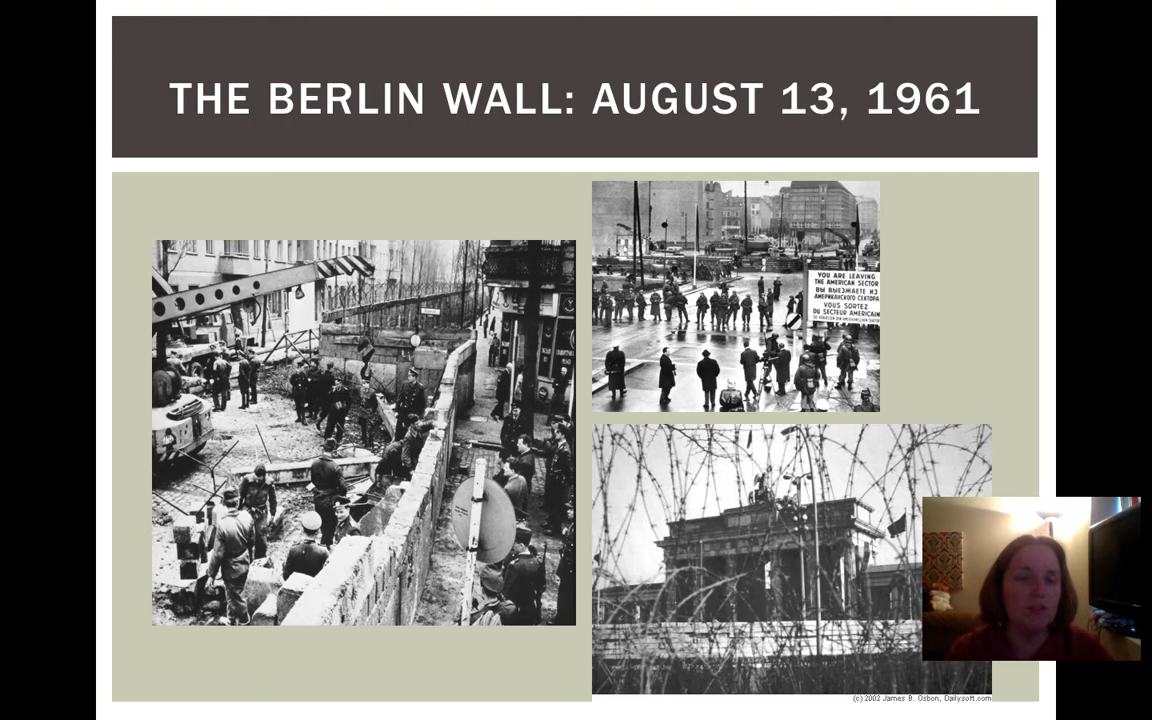 THE BERLIN WALL: AUGUST 13, 1961
YOU ARE LEAVING
THE AMERICAN SECTOR
ВЫ ВЫЕЗЖАЕТЕ ИЗ
АМЕРИКАНСКОГО СЕКТОРА
VOUS SORTEZ
DU SECTEUR AMERICAIN
(c) 2002 James B. Osbon, Dailysoft.com